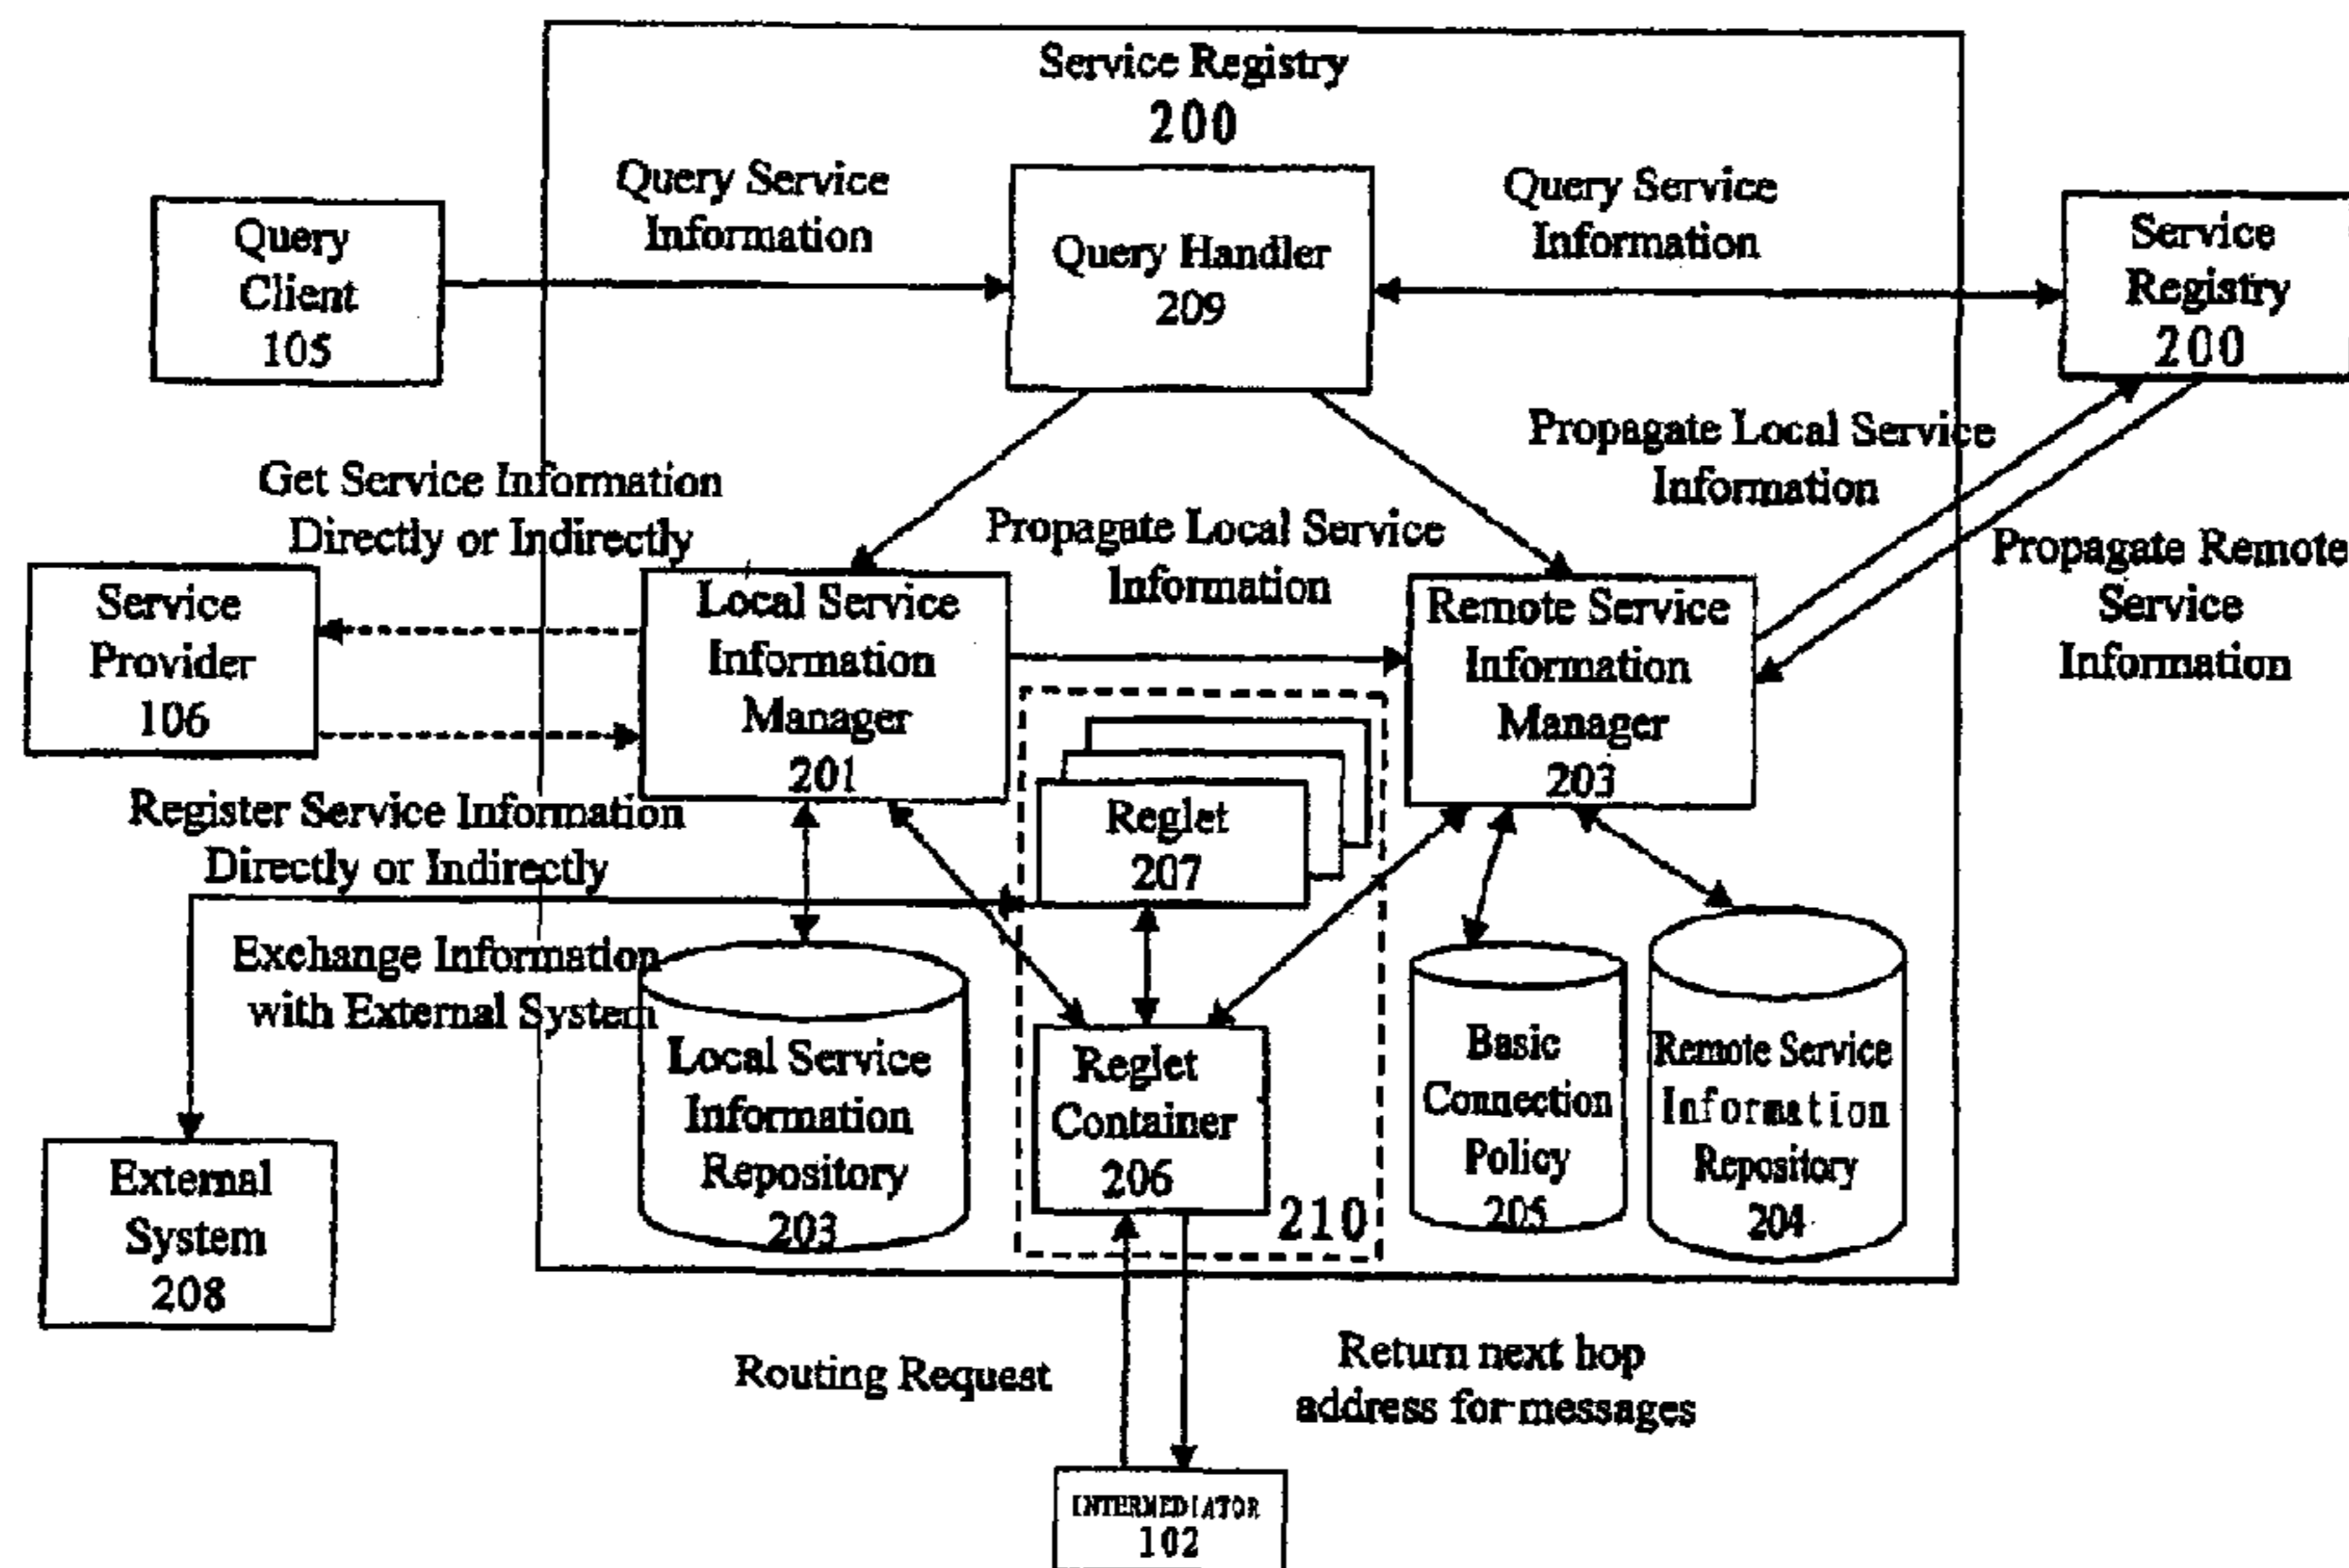 Service Registry
200
Query Service
Information
Query Service
Information
Query
Client
105
Query Handler
209
Service
Registry
200
Propagate Local Service
Information
Get Service Information
Directly or Indirectly
Propagate Local Service
Information
Propagate Remote
Service
Information
Service
Provider
106
Local Service
Information
Manager
201
Remote Service
Information
Manager
203
Register Service Information
Directly or Indirectly
Reglet
207
Exchange Information
with External System
Local Service
Information
Repository
203
Reglet
Container
206
210
Basic
Connection
Policy
205
Remote Service
Information
Repository
204
External
System
208
Routing Request
Return next hop
address for messages
INTERMEDIATOR
102